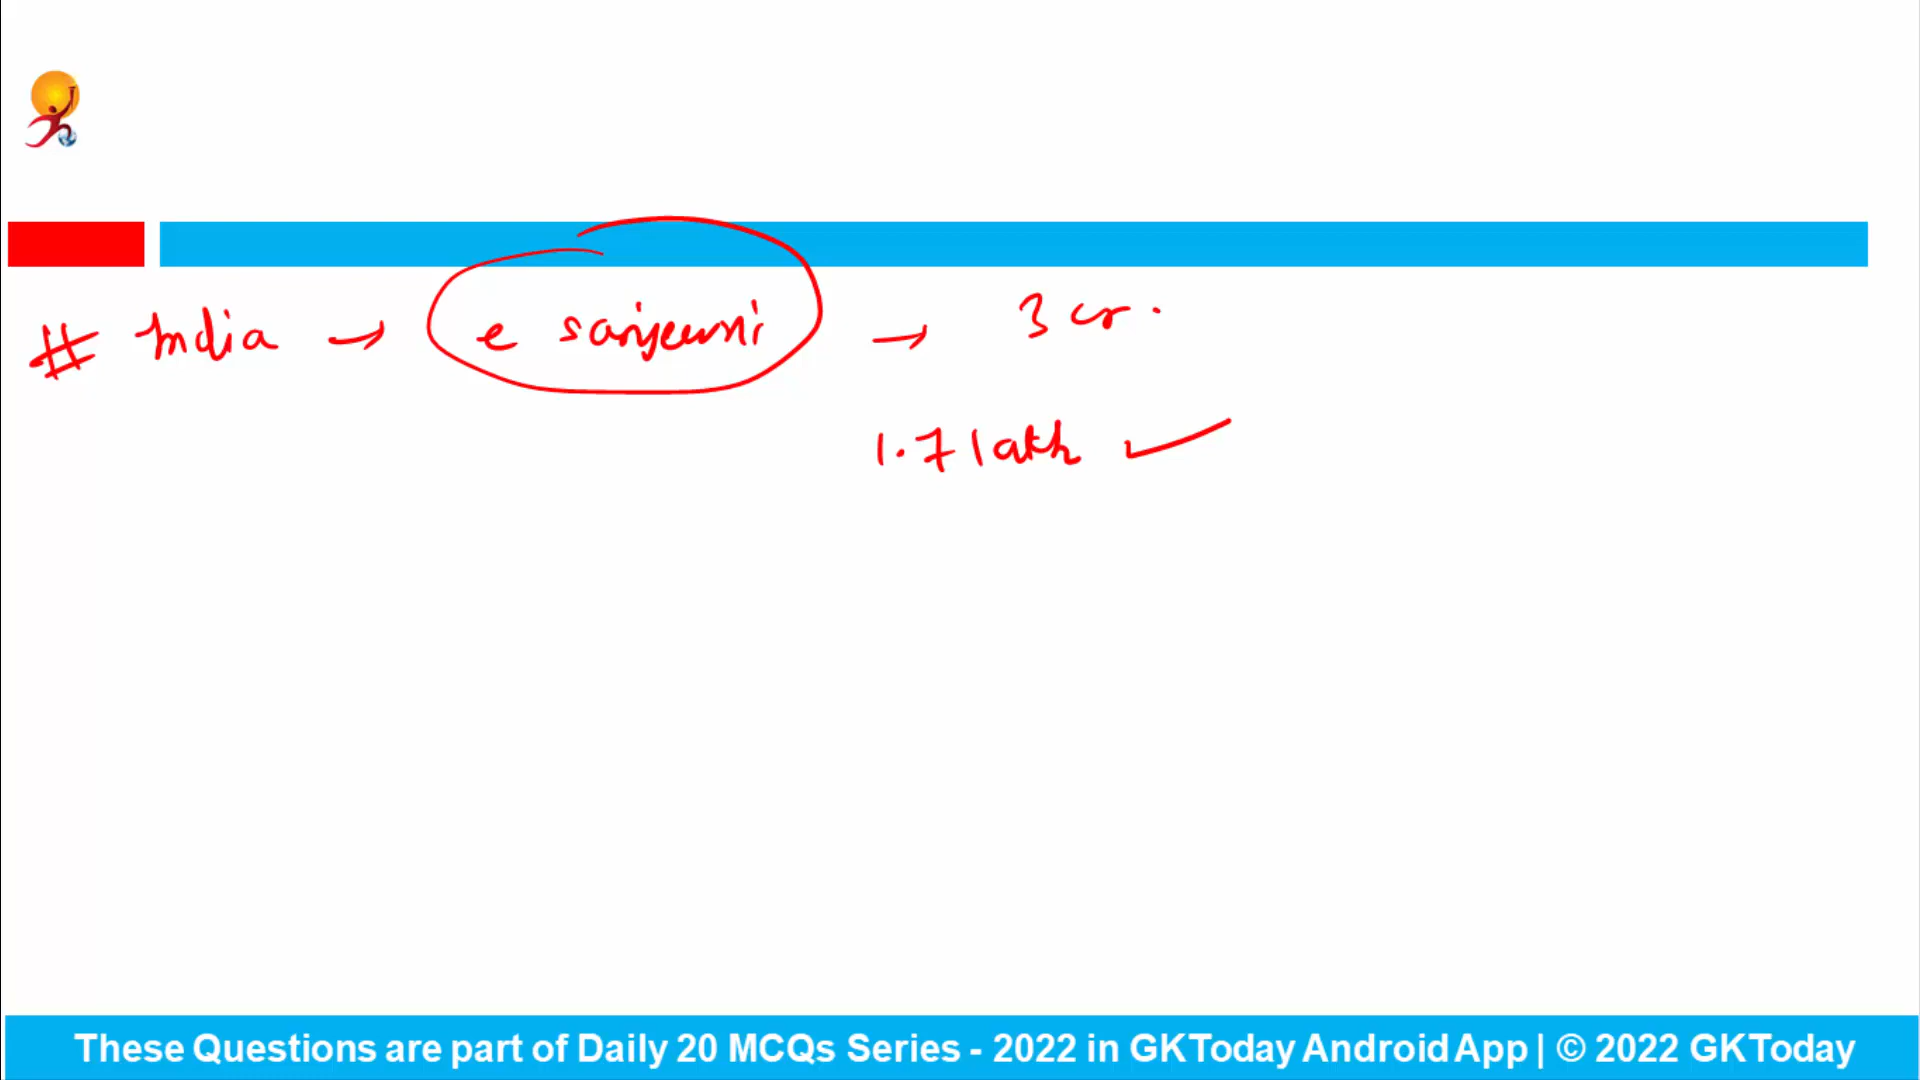 # India → e sanjeevni → 3 cr.
1.7 lakh ✓
These Questions are part of Daily 20 MCQs Series - 2022 in GKToday Android App | © 2022 GKToday